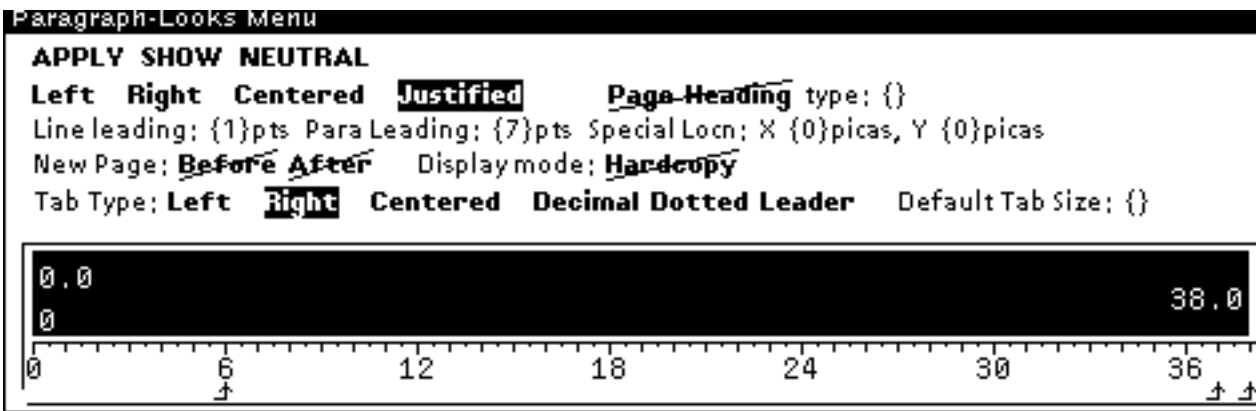 Paragraph-Looks Menu
APPLY SHOW NEUTRAL
Left Right Centered Justified Page Heading type: {}
Line leading: {1}pts Para Leading: {7}pts Special Locn: X {0}picas, Y {0}picas
New Page: Before After Display mode: Hardcopy
Tab Type: Left Right Centered Decimal Dotted Leader Default Tab Size: {}
0.0
38.0
0
0 6 12 18 24 30 36